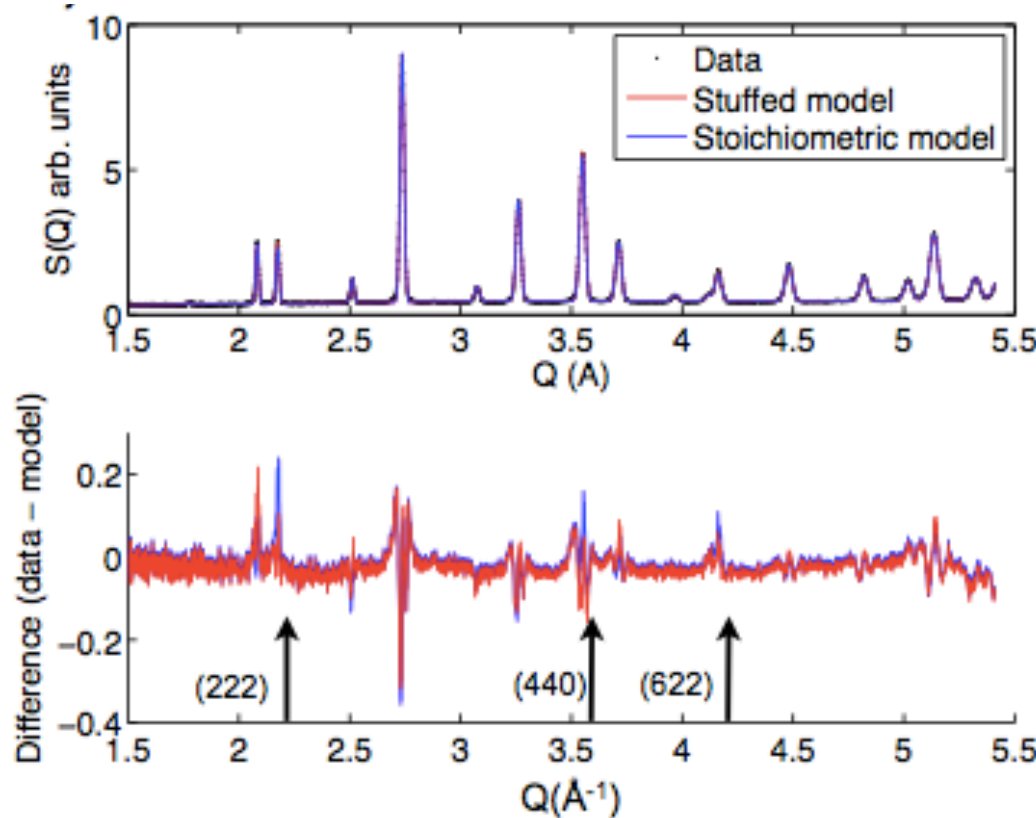 10
5
0
S(Q) arb. units
Data
Stuffed model
Stoichiometric model
1.5 2 2.5 3 3.5 4 4.5 5 5.5
Q (A)
0.2
0
−0.2
−0.4
Difference (data − model)
(222)
(440)
(622)
1.5 2 2.5 3 3.5 4 4.5 5 5.5
Q(Å⁻¹)